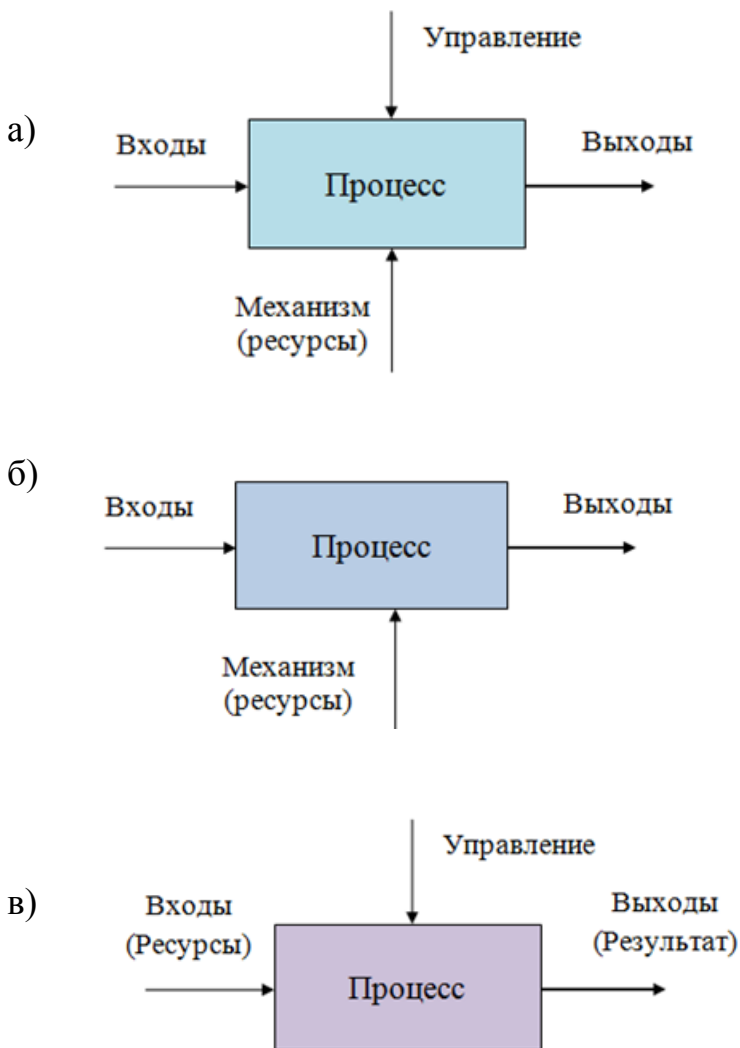 Управление
а)
Входы
Выходы
Процесс
Механизм
(ресурсы)
б)
Входы
Выходы
Процесс
Механизм
(ресурсы)
Управление
в)
Входы
(Ресурсы)
Выходы
(Результат)
Процесс